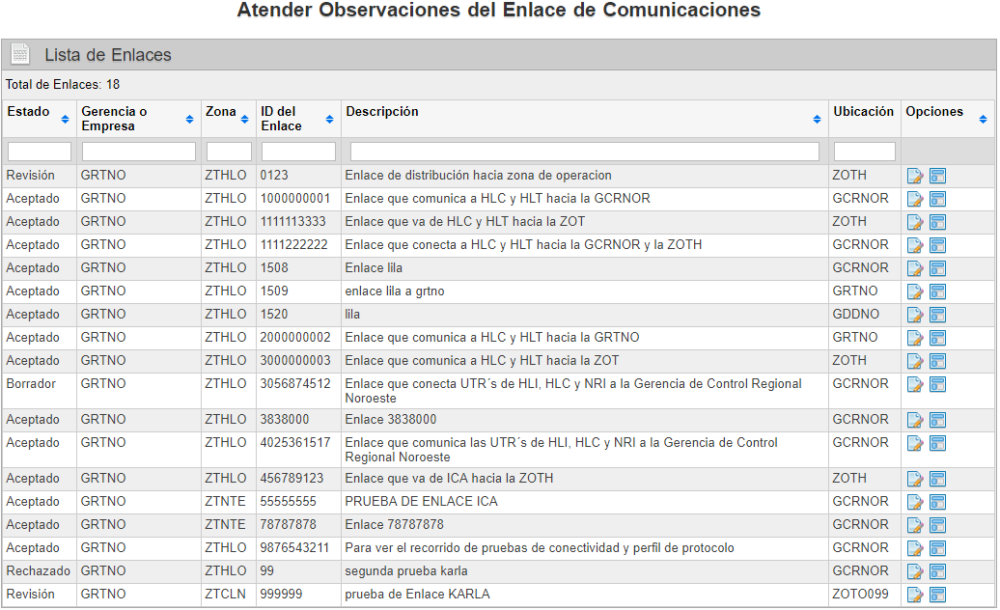 Atender Observaciones del Enlace de Comunicaciones
Lista de Enlaces
Total de Enlaces: 18
Estado Gerencia o Empresa Zona ID del Enlace Descripción Ubicación Opciones
Revisión GRTNO ZTHLO 0123 Enlace de distribución hacia zona de operacion ZOTH
Aceptado GRTNO ZTHLO 1000000001 Enlace que comunica a HLC y HLT hacia la GCRNOR GCRNOR
Aceptado GRTNO ZTHLO 1111113333 Enlace que va de HLC y HLT hacia la ZOT ZOTH
Aceptado GRTNO ZTHLO 1111222222 Enlace que conecta a HLC y HLT hacia la GCRNOR y la ZOTH GCRNOR
Aceptado GRTNO ZTHLO 1508 Enlace lila GCRNOR
Aceptado GRTNO ZTHLO 1509 enlace lila a grtno GRTNO
Aceptado GRTNO ZTHLO 1520 lila GDDNO
Aceptado GRTNO ZTHLO 2000000002 Enlace que comunica a HLC y HLT hacia la GRTNO GRTNO
Aceptado GRTNO ZTHLO 3000000003 Enlace que comunica a HLC y HLT hacia la ZOT ZOTH
Borrador GRTNO ZTHLO 3056874512 Enlace que conecta UTR´s de HLI, HLC y NRI a la Gerencia de Control Regional GCRNOR
Noroeste
Aceptado GRTNO ZTHLO 3838000 Enlace 3838000 GCRNOR
Aceptado GRTNO ZTHLO 4025361517 Enlace que comunica las UTR´s de HLI, HLC y NRI a la Gerencia de Control GCRNOR
Regional Noroeste
Aceptado GRTNO ZTHLO 456789123 Enlace que va de ICA hacia la ZOTH ZOTH
Aceptado GRTNO ZTNTE 55555555 PRUEBA DE ENLACE ICA GCRNOR
Aceptado GRTNO ZTNTE 78787878 Enlace 78787878 GCRNOR
Aceptado GRTNO ZTHLO 9876543211 Para ver el recorrido de pruebas de conectividad y perfil de protocolo GCRNOR
Rechazado GRTNO ZTHLO 99 segunda prueba karla GCRNOR
Revisión GRTNO ZTCLN 999999 prueba de Enlace KARLA ZOTO099